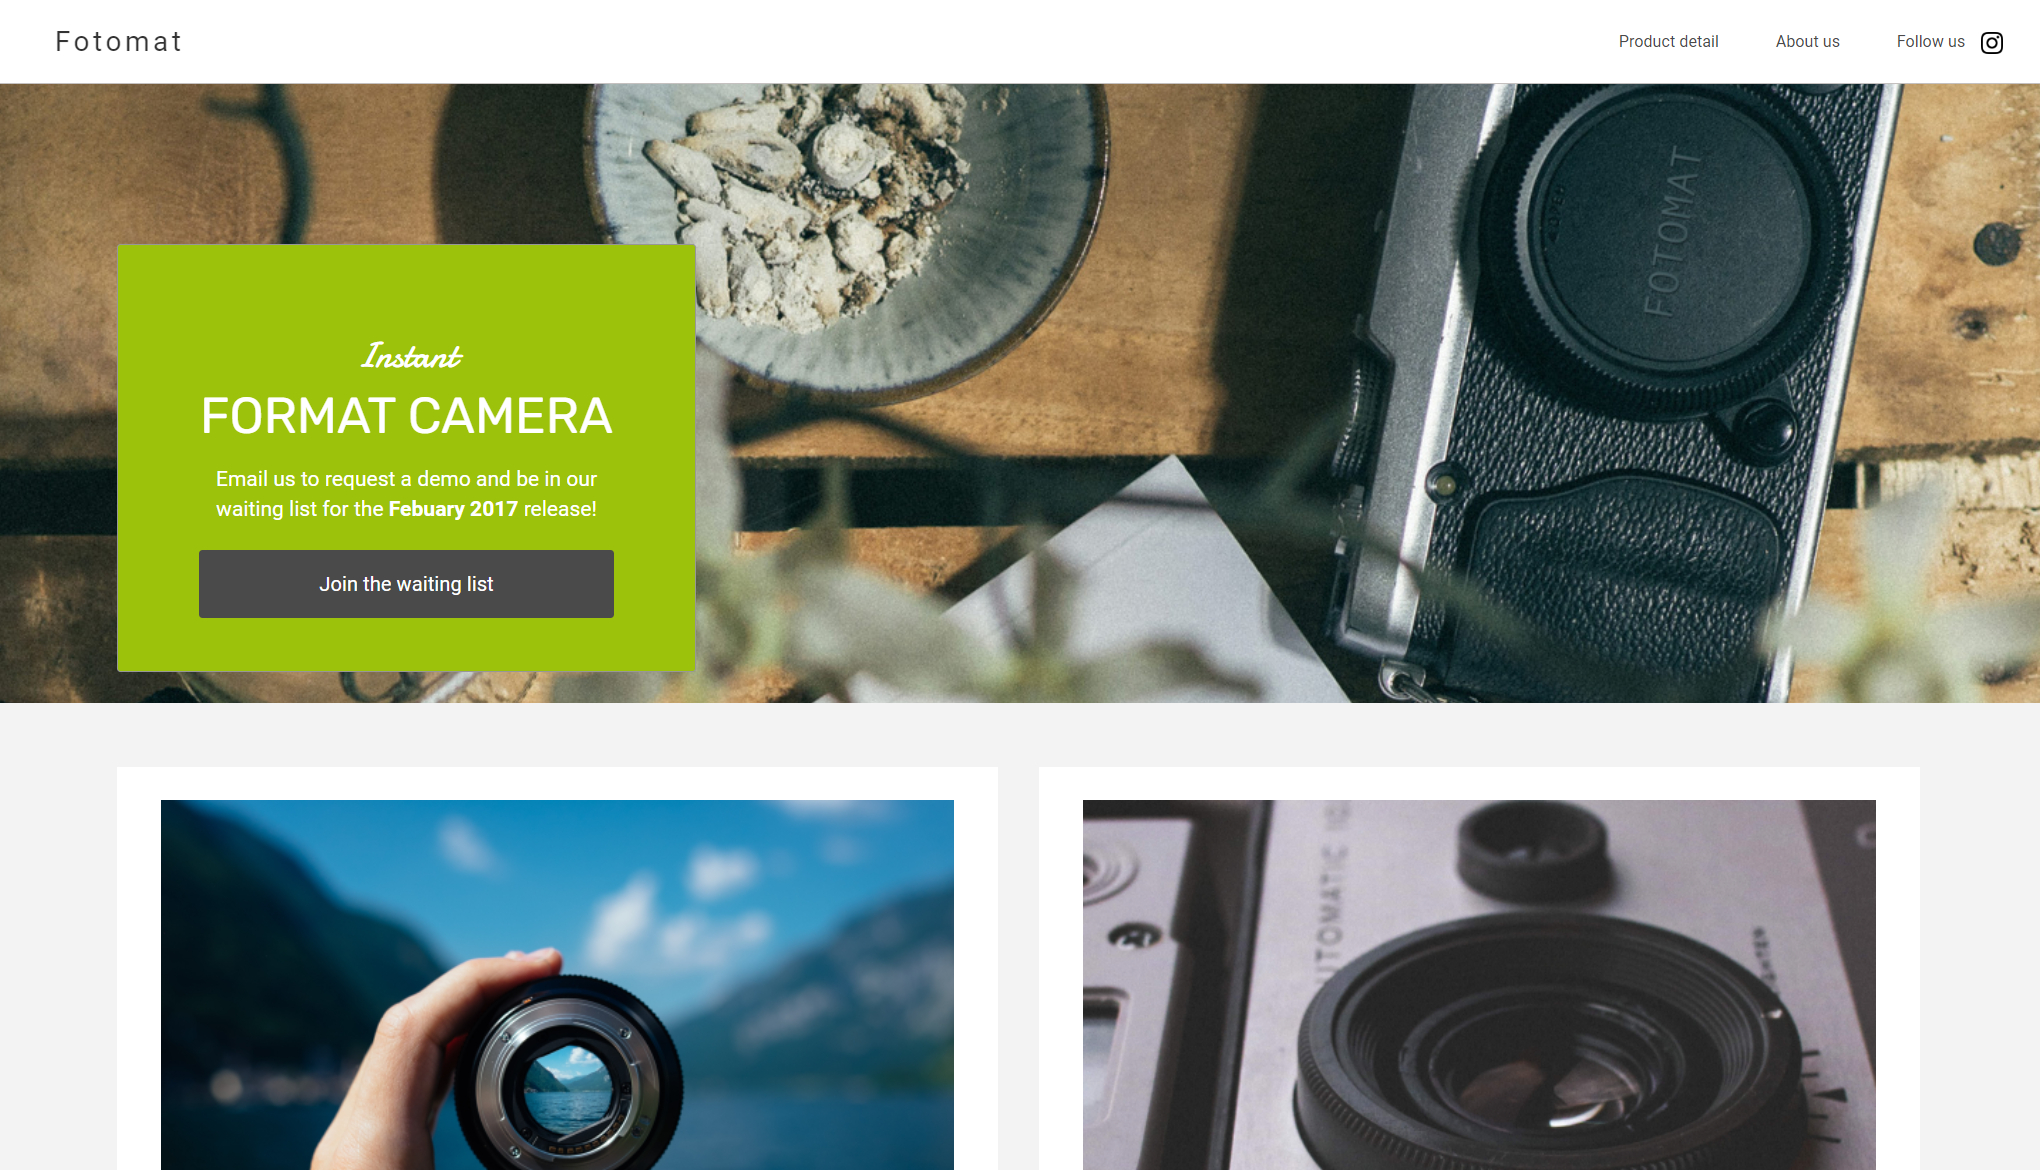 Fotomat
Product detail
About us
Follow us
FOTOMAT
Instant
FORMAT CAMERA
Email us to request a demo and be in our
waiting list for the Febuary 2017 release!
Join the waiting list